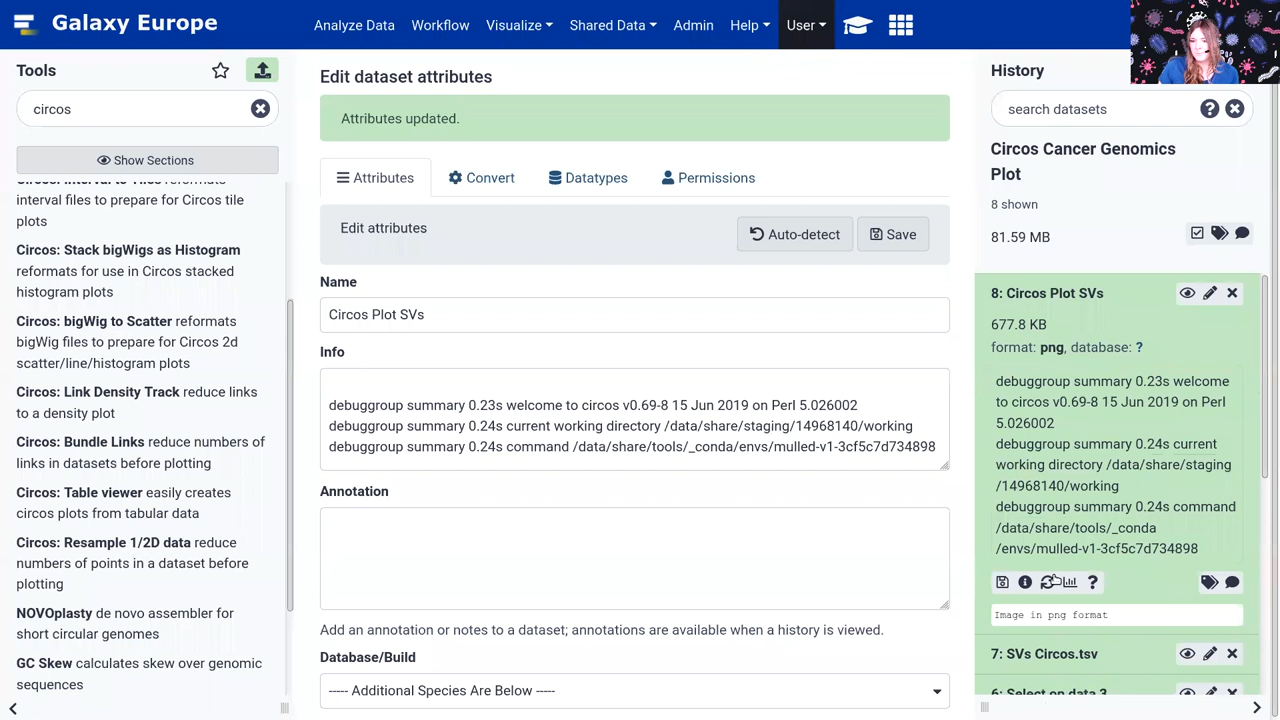 Galaxy Europe
Analyze Data Workflow Visualize Shared Data Admin Help User
Tools
circos
Show Sections
Circos: Interval to Tiles reformats
interval files to prepare for Circos tile
plots
Circos: Stack bigWigs as Histogram
reformats for use in Circos stacked
histogram plots
Circos: bigWig to Scatter reformats
bigWig files to prepare for Circos 2d
scatter/line/histogram plots
Circos: Link Density Track reduce links
to a density plot
Circos: Bundle Links reduce numbers of
links in datasets before plotting
Circos: Table viewer easily creates
circos plots from tabular data
Circos: Resample 1/2D data reduce
numbers of points in a dataset before
plotting
NOVOplasty de novo assembler for
short circular genomes
GC Skew calculates skew over genomic
sequences
Edit dataset attributes
Attributes updated.
Attributes Convert Datatypes Permissions
Edit attributes
Auto-detect Save
Name
Circos Plot SVs
Info
debuggroup summary 0.23s welcome to circos v0.69-8 15 Jun 2019 on Perl 5.026002
debuggroup summary 0.24s current working directory /data/share/staging/14968140/working
debuggroup summary 0.24s command /data/share/tools/_conda/envs/mulled-v1-3cf5c7d734898
Annotation
Add an annotation or notes to a dataset; annotations are available when a history is viewed.
Database/Build
----- Additional Species Are Below -----
History
search datasets
Circos Cancer Genomics
Plot
8 shown
81.59 MB
8: Circos Plot SVs
677.8 KB
format: png, database: ?
debuggroup summary 0.23s welcome
to circos v0.69-8 15 Jun 2019 on Perl
5.026002
debuggroup summary 0.24s current
working directory /data/share/staging
/14968140/working
debuggroup summary 0.24s command
/data/share/tools/_conda
/envs/mulled-v1-3cf5c7d734898
Image in png format
7: SVs Circos.tsv
6: Select on data 3